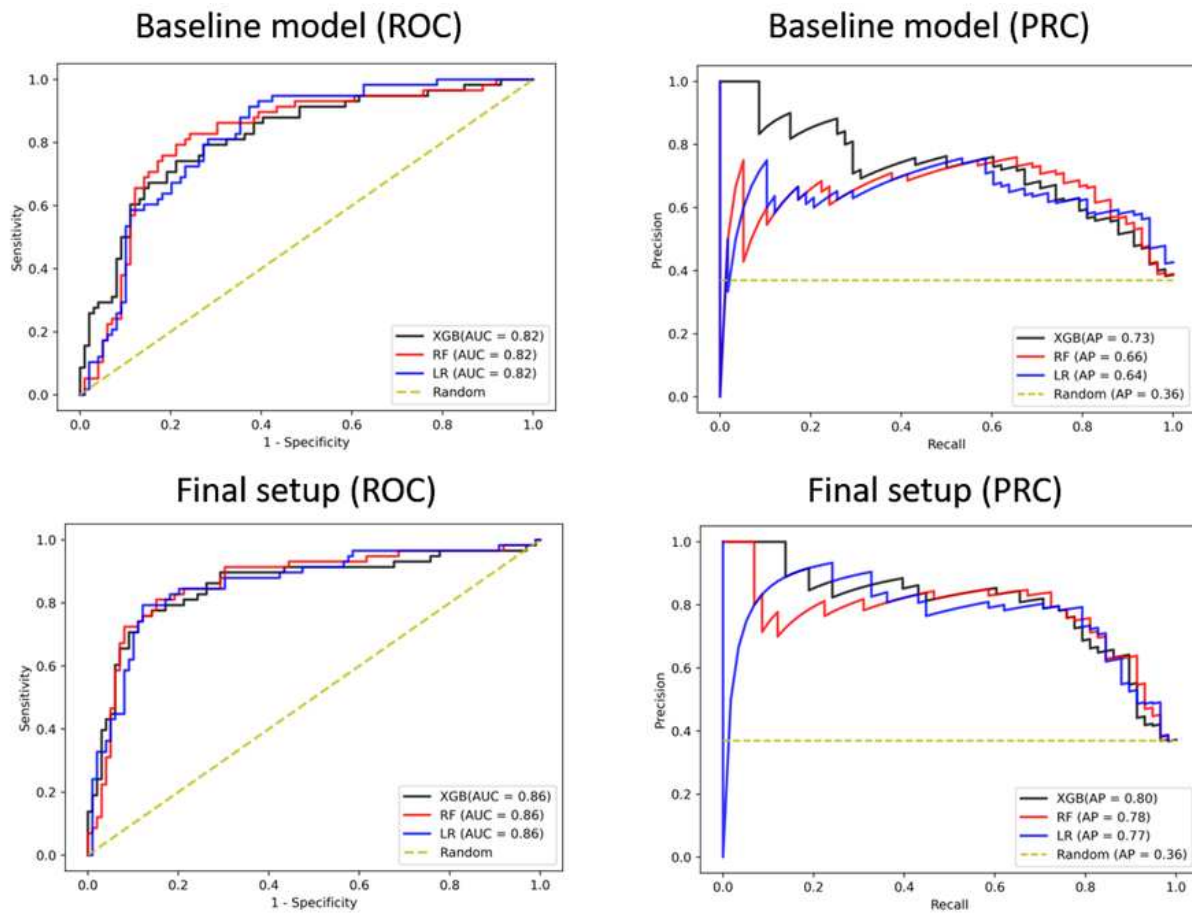 Baseline model (ROC)
1.0
0.8
0.6
0.4
0.2
0.0
Sensitivity
XGB(AUC = 0.82)
RF (AUC = 0.82)
LR (AUC = 0.82)
Random
0.0 0.2 0.4 0.6 0.8 1.0
1 - Specificity
Baseline model (PRC)
1.0
0.8
0.6
0.4
0.2
0.0
Precision
XGB(AP = 0.73)
RF (AP = 0.66)
LR (AP = 0.64)
Random (AP = 0.36)
0.0 0.2 0.4 0.6 0.8 1.0
Recall
Final setup (ROC)
1.0
0.8
0.6
0.4
0.2
0.0
Sensitivity
XGB(AUC = 0.86)
RF (AUC = 0.86)
LR (AUC = 0.86)
Random
0.0 0.2 0.4 0.6 0.8 1.0
1 - Specificity
Final setup (PRC)
1.0
0.8
0.6
0.4
0.2
0.0
Precision
XGB(AP = 0.80)
RF (AP = 0.78)
LR (AP = 0.77)
Random (AP = 0.36)
0.0 0.2 0.4 0.6 0.8 1.0
Recall